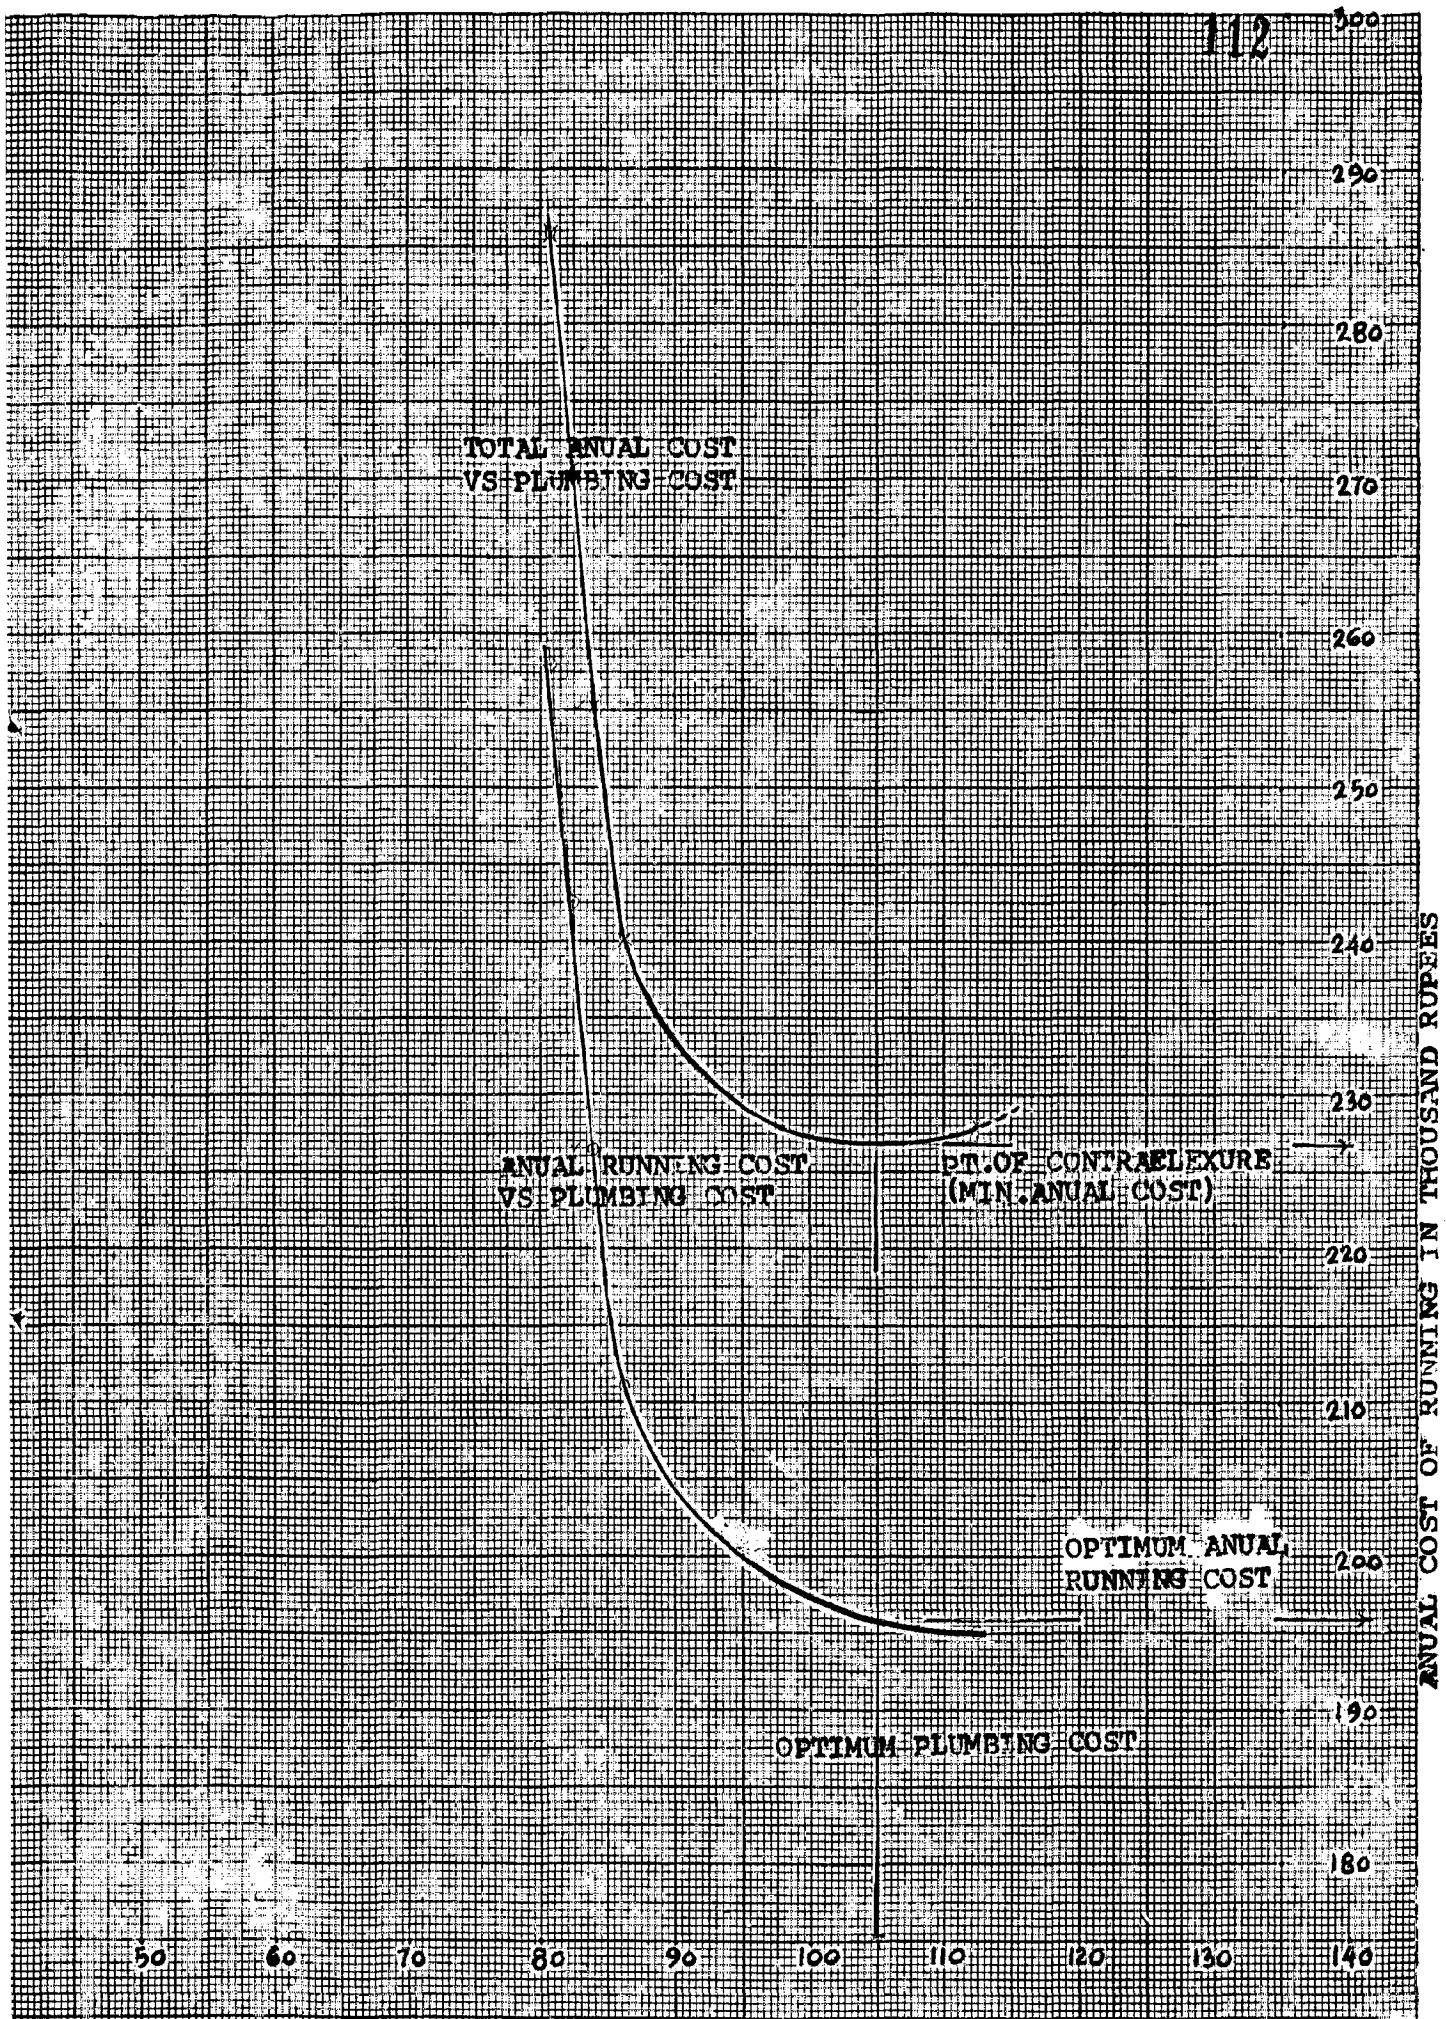 112
300
290
280
TOTAL ANUAL COST
VS PLUMBING COST
270
260
250
240
230
ANUAL RUNNING COST
VS PLUMBING COST
PT.OF CONTRAFLEXURE
(MIN.ANUAL COST)
220
210
OPTIMUM ANUAL
RUNNING COST
200
190
OPTIMUM PLUMBING COST
180
50 60 70 80 90 100 110 120 130 140
ANUAL COST OF RUNNING IN THOUSAND RUPEES